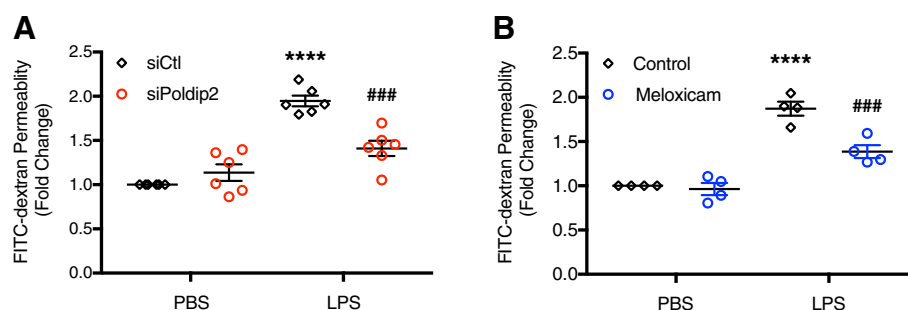 A
FITC-dextran Permeablity
(Fold Change)
2.5
2.0
1.5
1.0
0.5
0.0
siCtl
siPoldip2
****
###
PBS
LPS
B
FITC-dextran Permeability
(Fold Change)
2.5
2.0
1.5
1.0
0.5
0.0
Control
Meloxicam
****
###
PBS
LPS